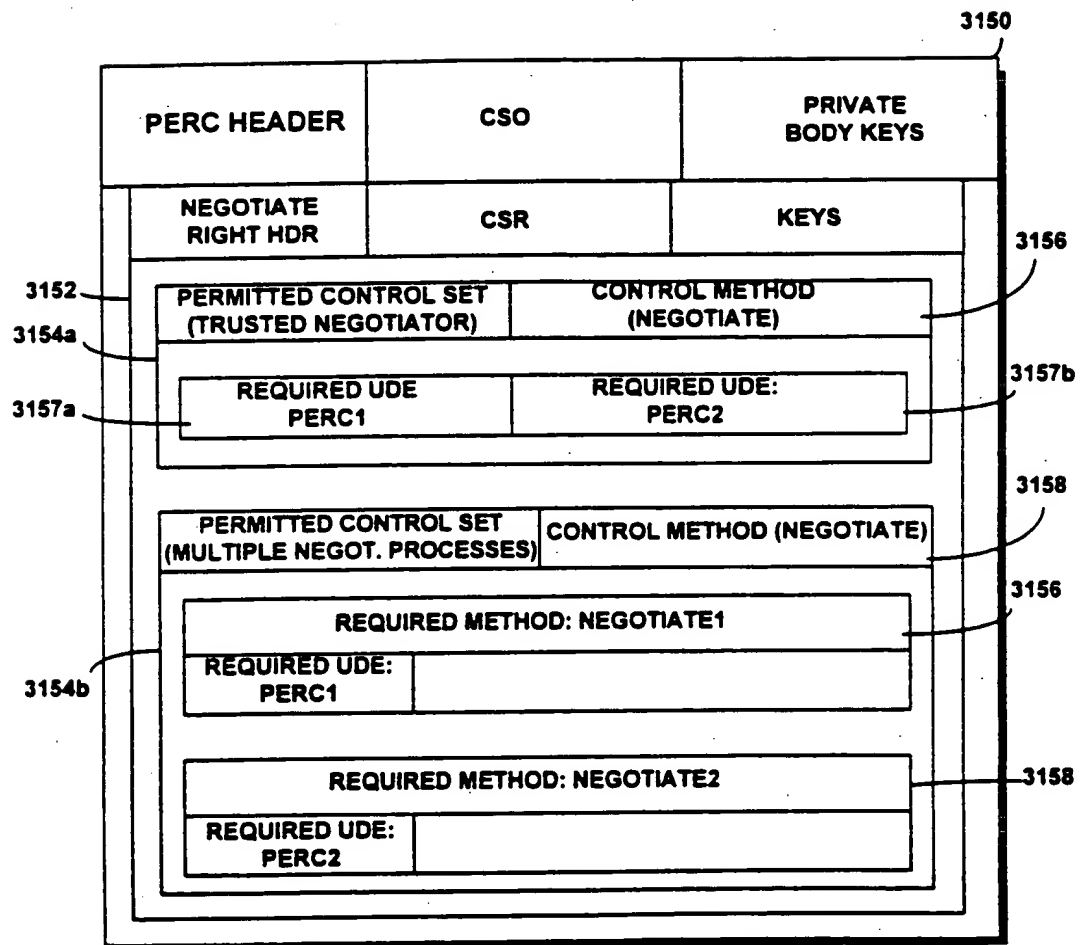 3150
PERC HEADER
CSO
PRIVATE
BODY KEYS
NEGOTIATE
RIGHT HDR
CSR
KEYS
3156
3152
PERMITTED CONTROL SET
(TRUSTED NEGOTIATOR)
CONTROL METHOD
(NEGOTIATE)
3154a
3157a
REQUIRED UDE
PERC1
REQUIRED UDE:
PERC2
3157b
3158
PERMITTED CONTROL SET
(MULTIPLE NEGOT. PROCESSES)
CONTROL METHOD (NEGOTIATE)
3156
REQUIRED METHOD: NEGOTIATE1
REQUIRED UDE:
PERC1
3154b
REQUIRED METHOD: NEGOTIATE2
3158
REQUIRED UDE:
PERC2